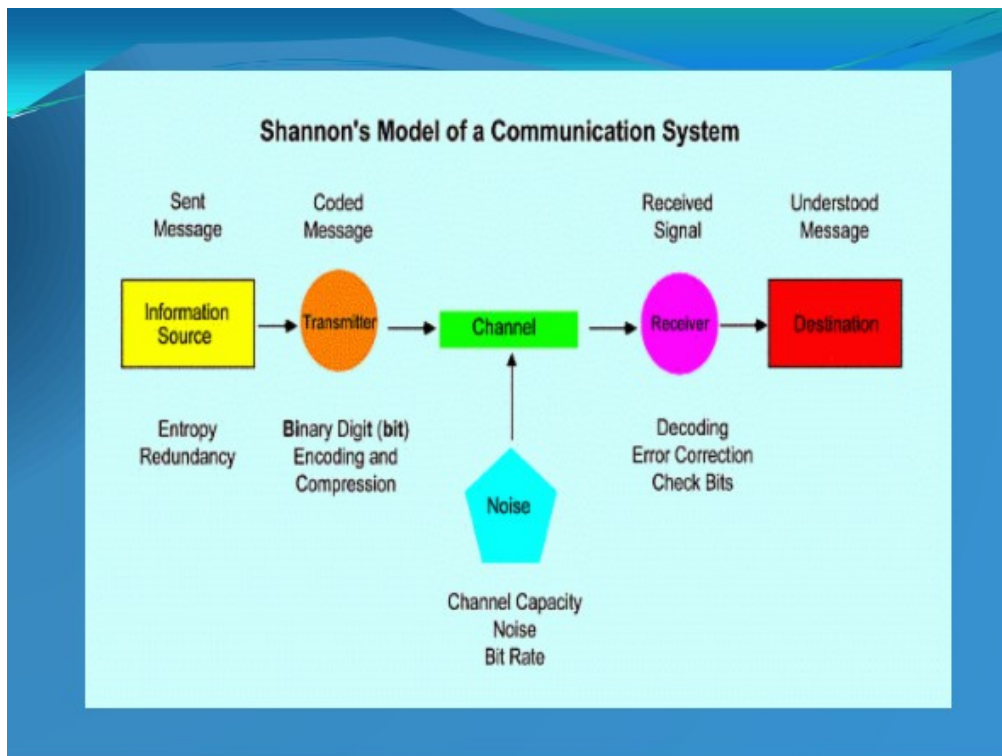 Shannon's Model of a Communication System
Sent
Message
Coded
Message
Received
Signal
Understood
Message
Information
Source
Transmitter
Channel
Receiver
Destination
Entropy
Redundancy
Binary Digit (bit)
Encoding and
Compression
Decoding
Error Correction
Check Bits
Noise
Channel Capacity
Noise
Bit Rate